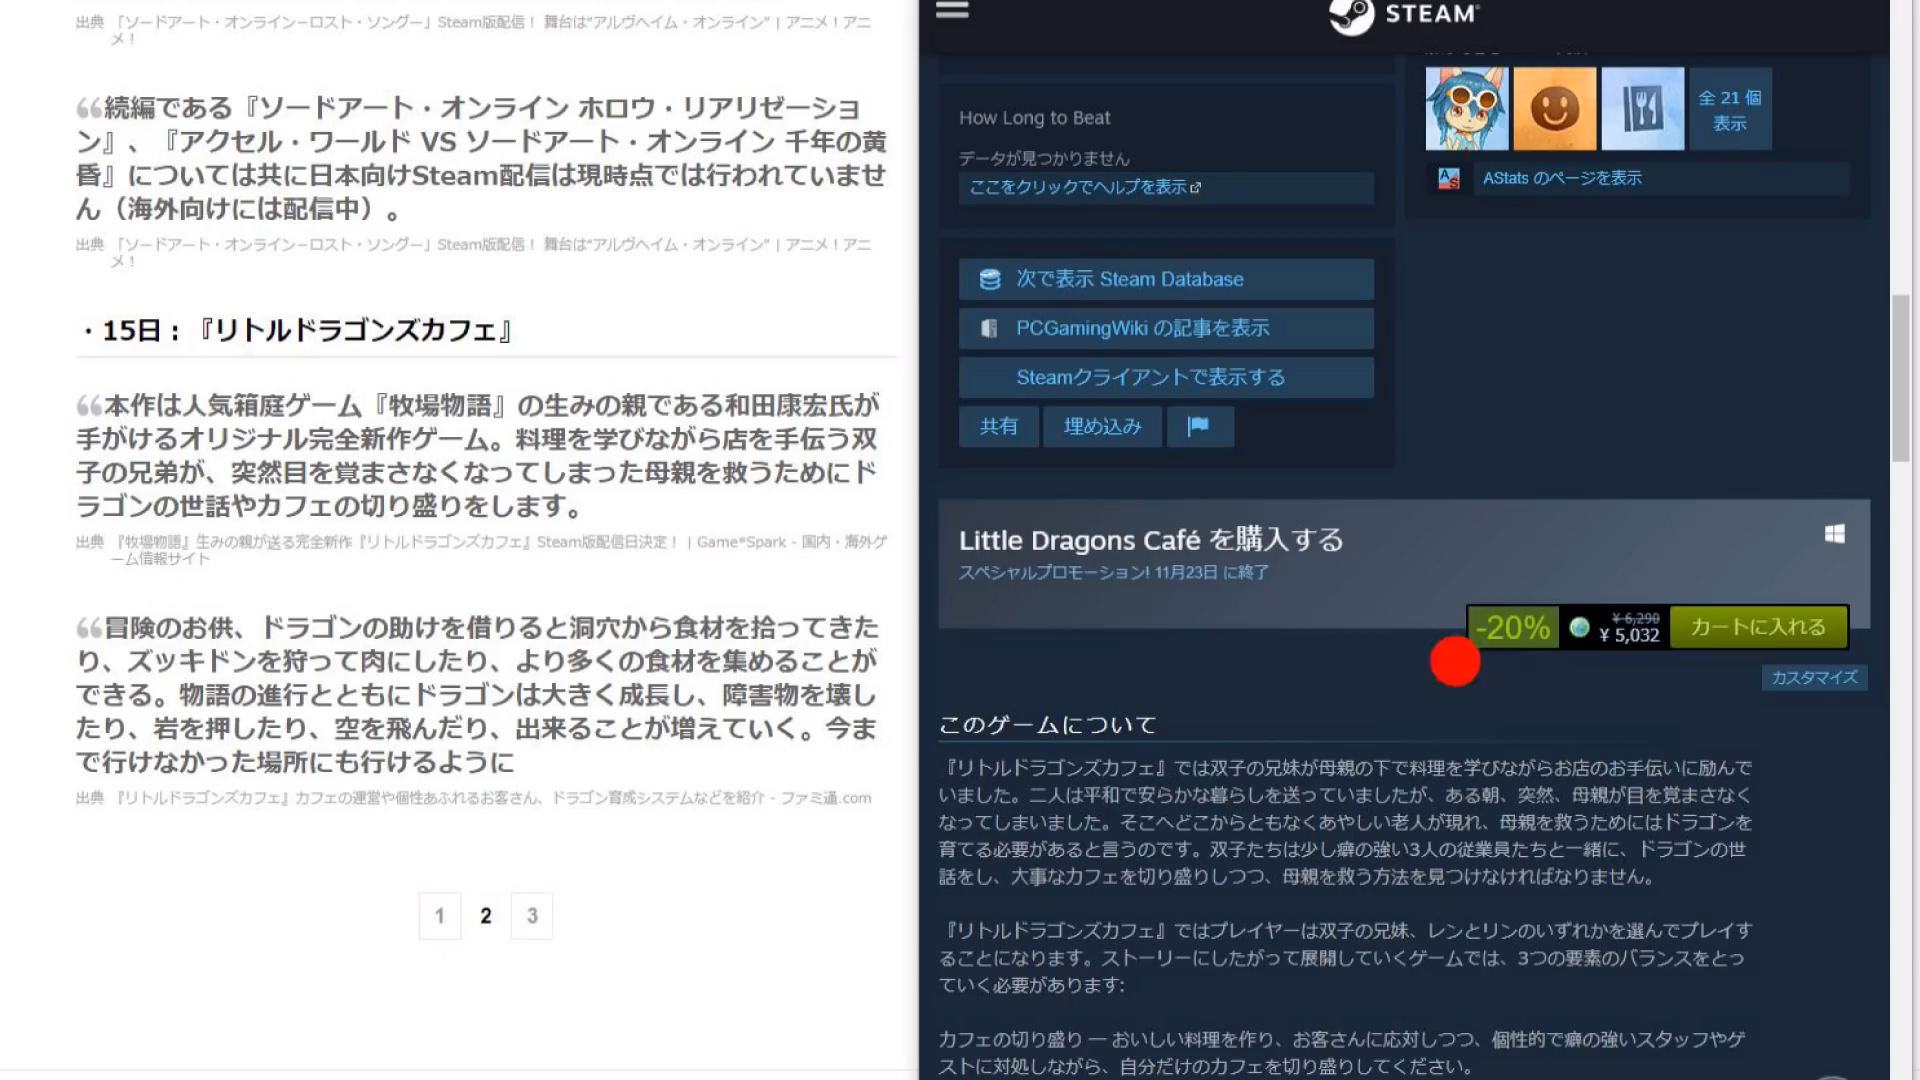 出典 「ソードアート・オンライン－ロスト・ソング－」Steam版配信！ 舞台は“アルヴヘイム・オンライン” | アニメ！アニ
メ！
続編である『ソードアート・オンライン ホロウ・リアリゼーショ
ン』、『アクセル・ワールド VS ソードアート・オンライン 千年の黄
昏』については共に日本向けSteam配信は現時点では行われていませ
ん（海外向けには配信中）。
出典 「ソードアート・オンライン－ロスト・ソング－」Steam版配信！ 舞台は“アルヴヘイム・オンライン” | アニメ！アニ
メ！
・15日：『リトルドラゴンズカフェ』
本作は人気箱庭ゲーム『牧場物語』の生みの親である和田康宏氏が
手がけるオリジナル完全新作ゲーム。料理を学びながら店を手伝う双
子の兄弟が、突然目を覚まさなくなってしまった母親を救うためにド
ラゴンの世話やカフェの切り盛りをします。
出典 『牧場物語』生みの親が送る完全新作『リトルドラゴンズカフェ』Steam版配信日決定！ | Game*Spark - 国内・海外ゲ
ーム情報サイト
冒険のお供、ドラゴンの助けを借りると洞穴から食材を拾ってきた
り、ズッキドンを狩って肉にしたり、より多くの食材を集めることが
できる。物語の進行とともにドラゴンは大きく成長し、障害物を壊し
たり、岩を押したり、空を飛んだり、出来ることが増えていく。今ま
で行けなかった場所にも行けるように
出典 『リトルドラゴンズカフェ』カフェの運営や個性あふれるお客さん、ドラゴン育成システムなどを紹介 - ファミ通.com
1 2 3
STEAM
How Long to Beat
データが見つかりません
ここをクリックでヘルプを表示
全 21 個
表示
AStats のページを表示
次で表示 Steam Database
PCGamingWiki の記事を表示
Steamクライアントで表示する
共有 埋め込み
Little Dragons Café を購入する
スペシャルプロモーション! 11月23日 に終了
-20% ¥ 6,290
¥ 5,032 カートに入れる
カスタマイズ
このゲームについて
『リトルドラゴンズカフェ』では双子の兄妹が母親の下で料理を学びながらお店のお手伝いに励んで
いました。二人は平和で安らかな暮らしを送っていましたが、ある朝、突然、母親が目を覚まさなく
なってしまいました。そこへどこからともなくあやしい老人が現れ、母親を救うためにはドラゴンを
育てる必要があると言うのです。双子たちは少し癖の強い3人の従業員たちと一緒に、ドラゴンの世
話をし、大事なカフェを切り盛りしつつ、母親を救う方法を見つけなければなりません。
『リトルドラゴンズカフェ』ではプレイヤーは双子の兄妹、レンとリンのいずれかを選んでプレイす
ることになります。ストーリーにしたがって展開していくゲームでは、3つの要素のバランスをとっ
ていく必要があります:
カフェの切り盛り — おいしい料理を作り、お客さんに応対しつつ、個性的で癖の強いスタッフやゲ
ストに対処しながら、自分だけのカフェを切り盛りしてください。